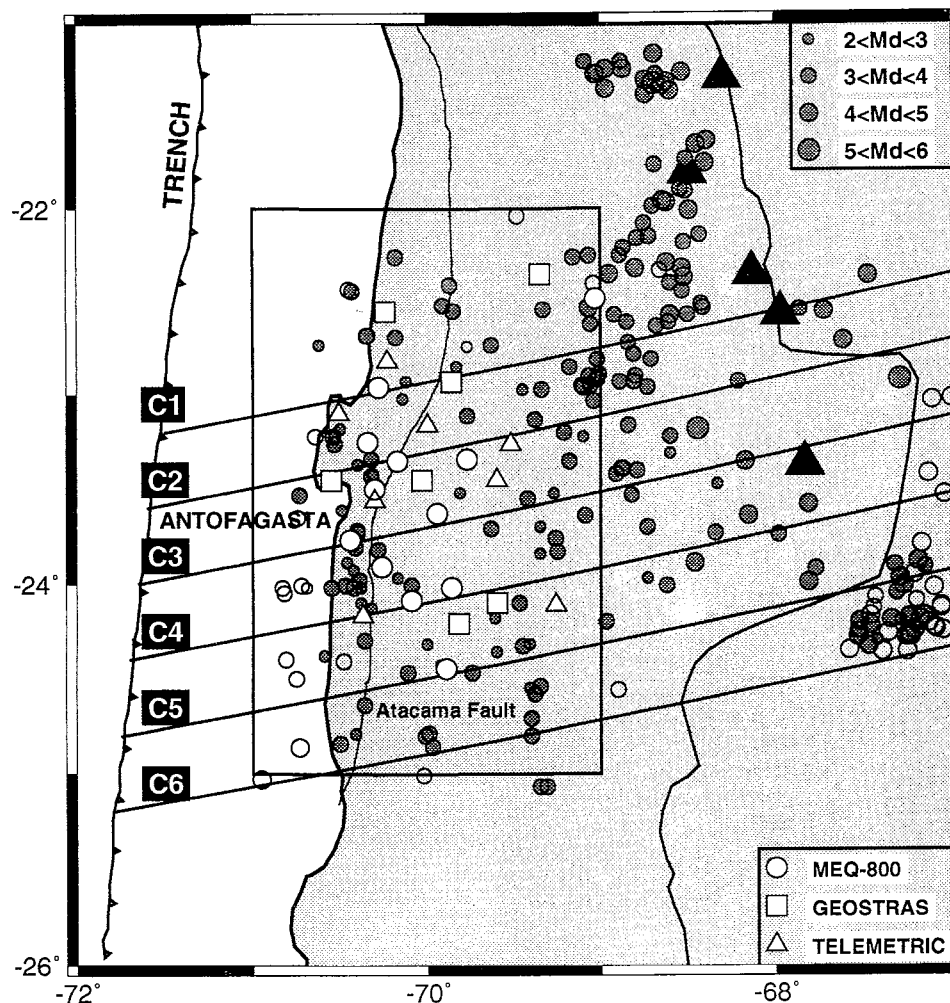 2<Md<3
3<Md<4
4<Md<5
5<Md<6
TRENCH
-22°
C1
C2
ANTOFAGASTA
C3
-24°
C4
C5
Atacama Fault
C6
MEQ-800
GEOSTRAS
TELEMETRIC
-26°
-72°
-70°
-68°